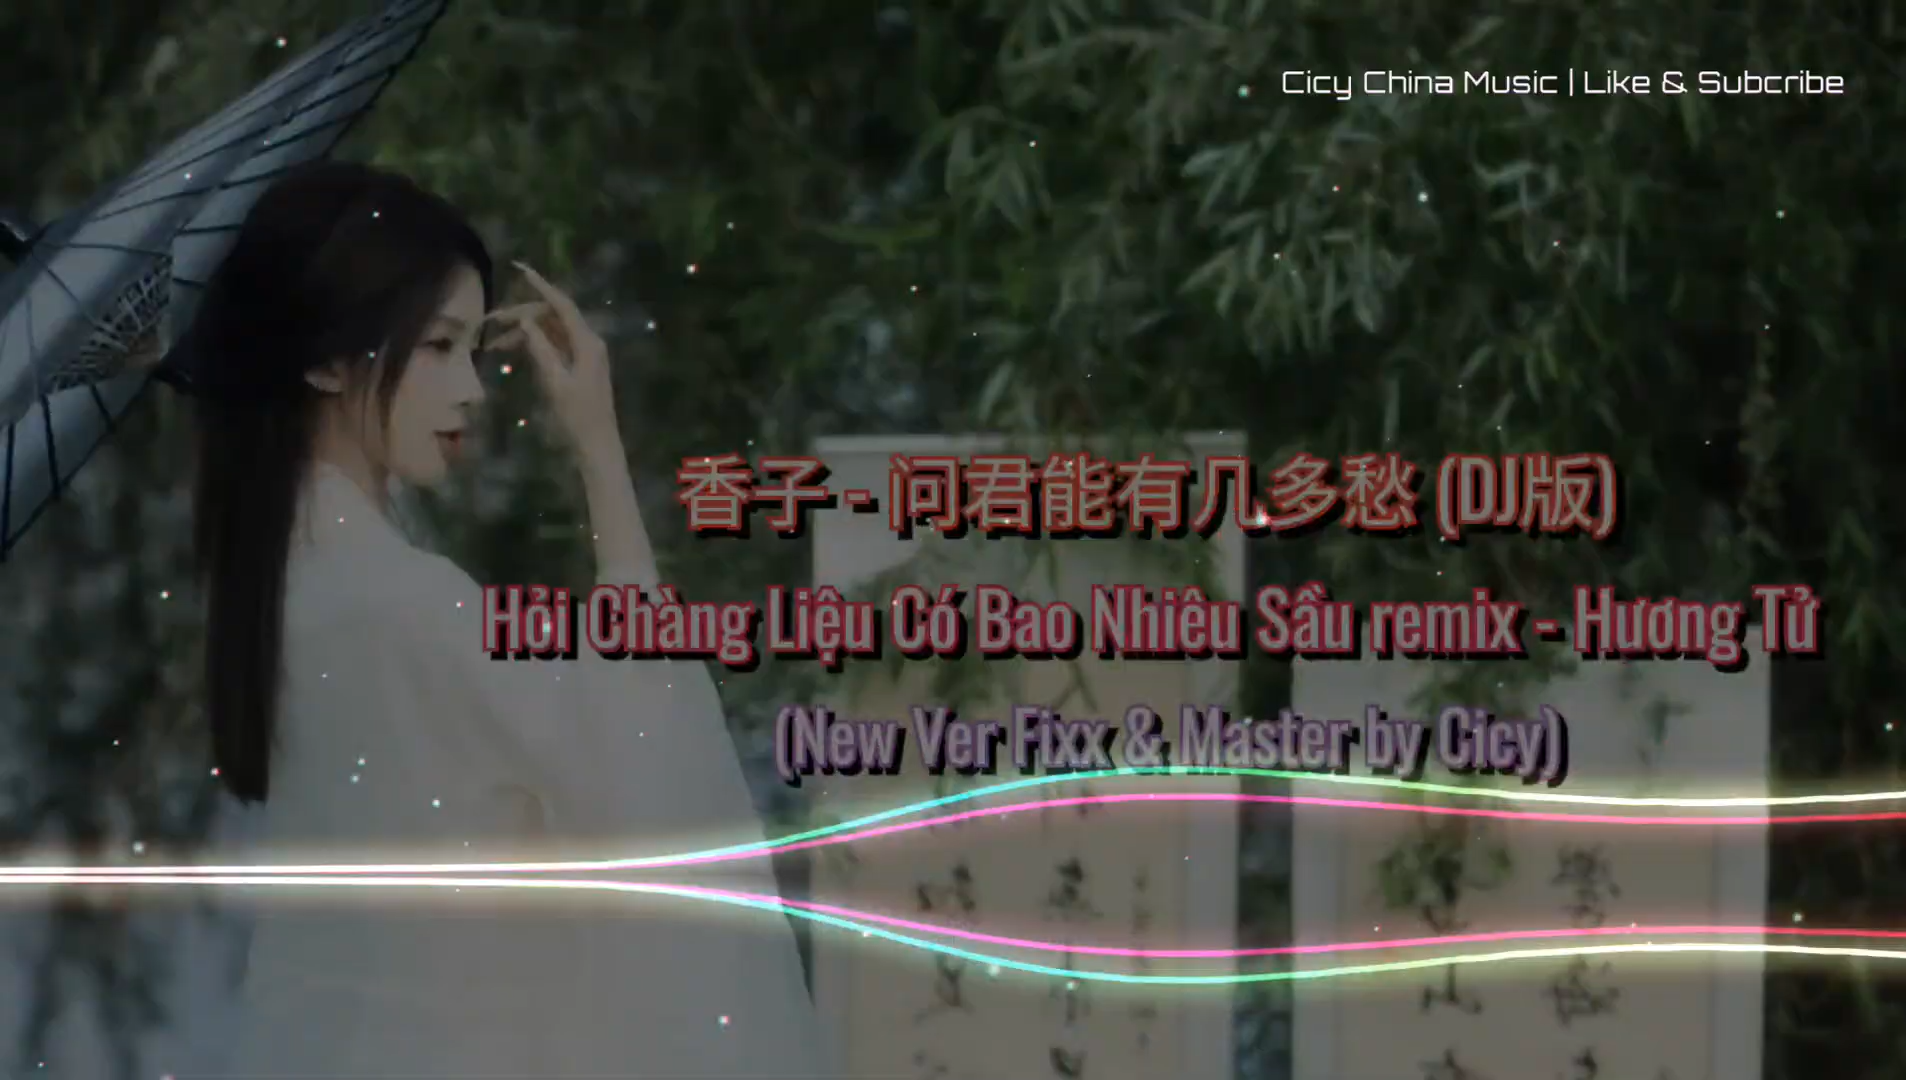 Cicy China Music | Like & Subcribe
香子 - 问君能有几多愁 (DJ版)
Hỏi Chàng Liệu Có Bao Nhiêu Sầu remix - Hương Tử
(New Ver Fixx & Master by Cicy)